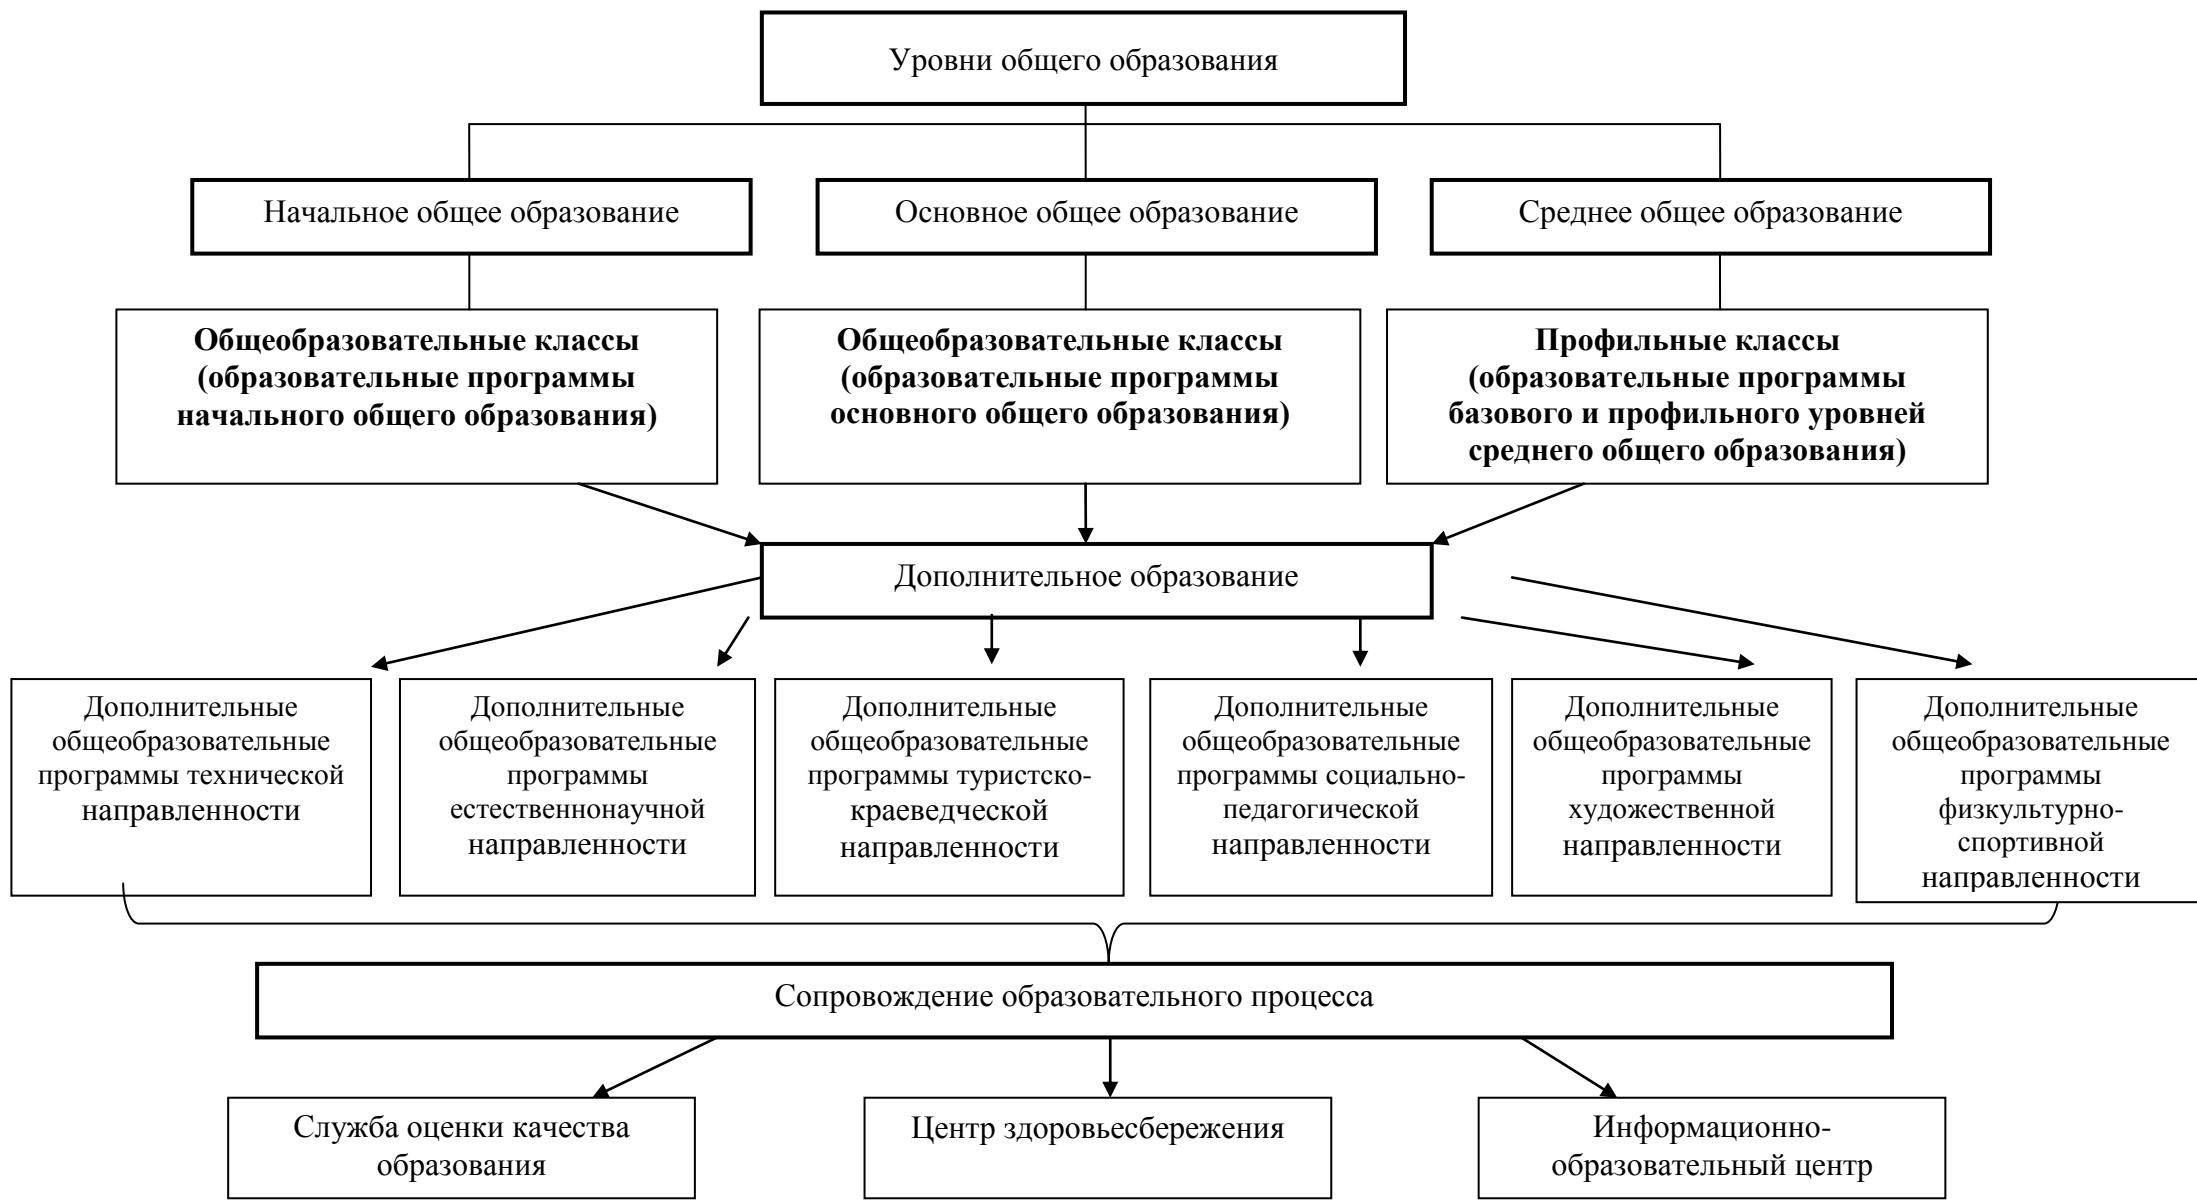 Уровни общего образования
Начальное общее образование
Основное общее образование
Среднее общее образование
Общеобразовательные классы
(образовательные программы
начального общего образования)
Общеобразовательные классы
(образовательные программы
основного общего образования)
Профильные классы
(образовательные программы
базового и профильного уровней
среднего общего образования)
Дополнительное образование
Дополнительные
общеобразовательные
программы технической
направленности
Дополнительные
общеобразовательные
программы
естественнонаучной
направленности
Дополнительные
общеобразовательные
программы туристско-
краеведческой
направленности
Дополнительные
общеобразовательные
программы социально-
педагогической
направленности
Дополнительные
общеобразовательные
программы
художественной
направленности
Дополнительные
общеобразовательные
программы
физкультурно-
спортивной
направленности
Сопровождение образовательного процесса
Служба оценки качества
образования
Центр здоровьесбережения
Информационно-
образовательный центр